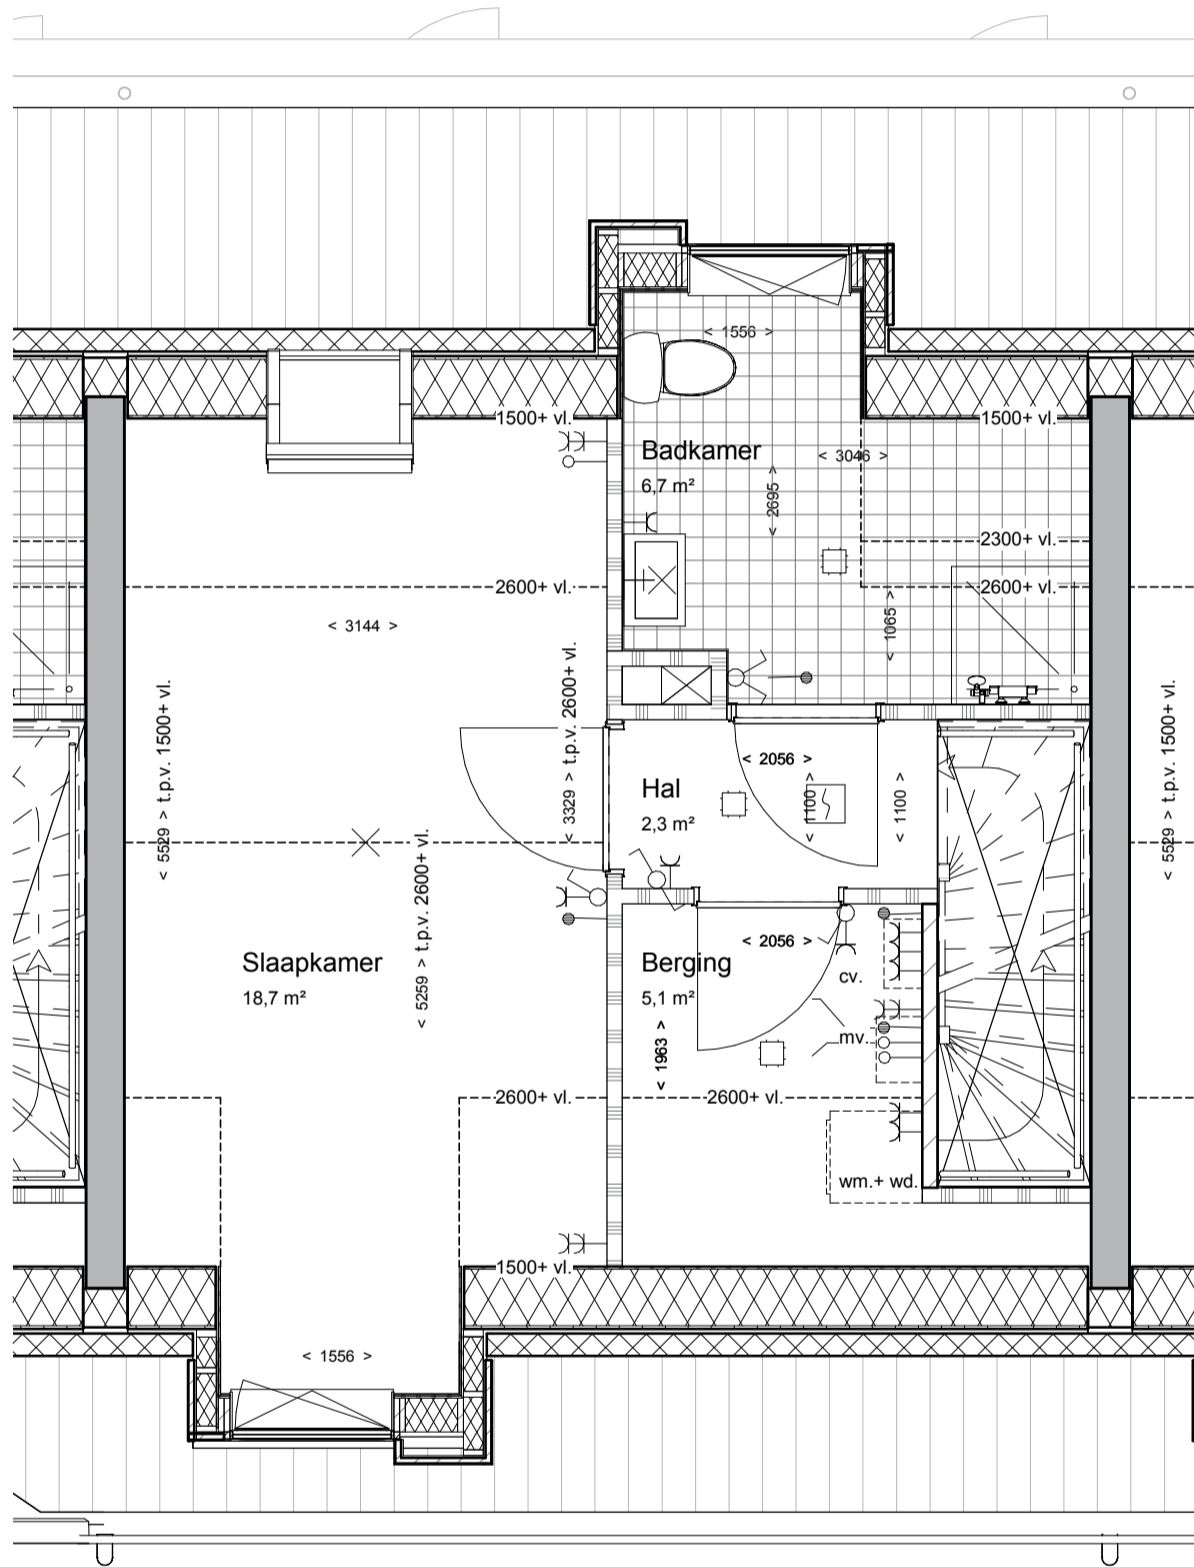 < 1556 >
1500+ vl.
1500+ vl.
Badkamer
6,7 m²
< 3046 >
< 2695 >
2300+ vl.
2600+ vl.
2600+ vl.
< 3144 >
< 1065 >
< 5529 > t.p.v. 1500+ vl.
< 3329 > t.p.v. 2600+ vl.
< 5529 > t.p.v. 1500+ vl.
< 2056 >
Hal
2,3 m²
< 1100 >
< 1100 >
< 5259 > t.p.v. 2600+ vl.
Slaapkamer
18,7 m²
Berging
5,1 m²
< 2056 >
cv.
mv.
< 1963 >
2600+ vl.
2600+ vl.
wm.+ wd.
1500+ vl.
< 1556 >